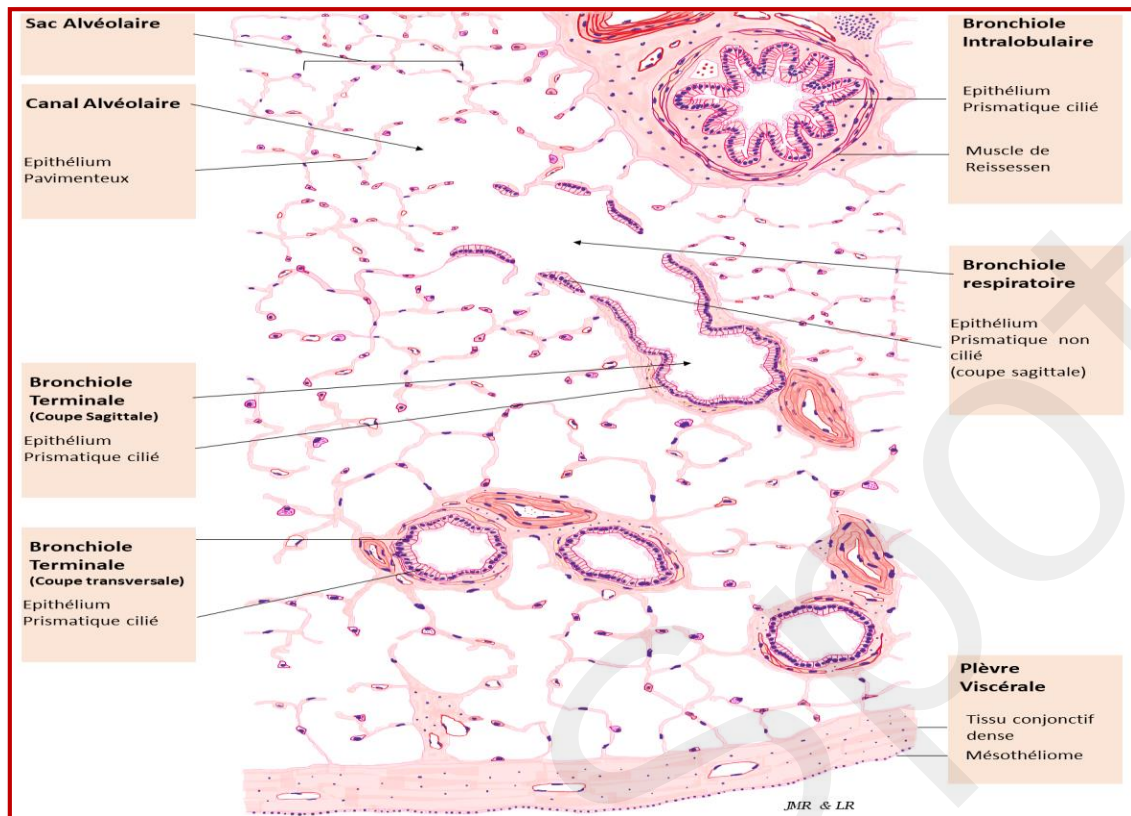 Sac Alvéolaire
Canal Alvéolaire
Epithélium
Pavimenteux
Bronchiole
Terminale
(Coupe Sagittale)
Epithélium
Prismatique cilié
Bronchiole
Terminale
(Coupe transversale)
Epithélium
Prismatique cilié
Bronchiole
Intralobulaire
Epithélium
Prismatique cilié
Muscle de
Reissessen
Bronchiole
respiratoire
Epithélium
Prismatique non
cilié
(coupe sagittale)
Plèvre
Viscérale
Tissu conjonctif
dense
Mésothéliome
JMR & LR